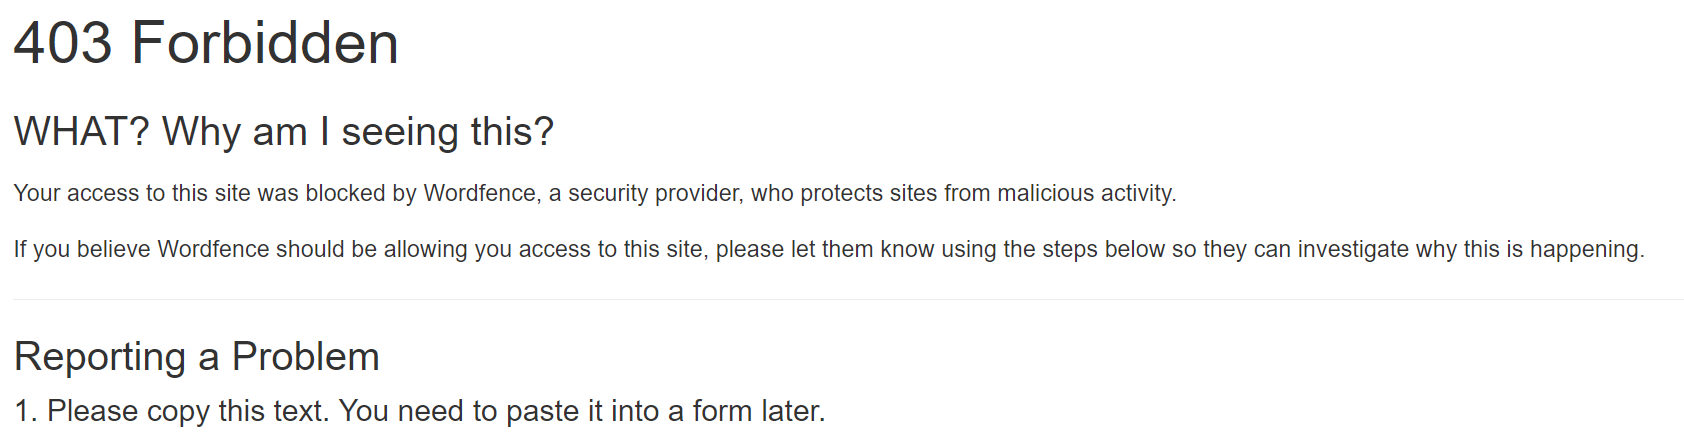 403 Forbidden
WHAT? Why am I seeing this?
Your access to this site was blocked by Wordfence, a security provider, who protects sites from malicious activity.
If you believe Wordfence should be allowing you access to this site, please let them know using the steps below so they can investigate why this is happening.
Reporting a Problem
1. Please copy this text. You need to paste it into a form later.